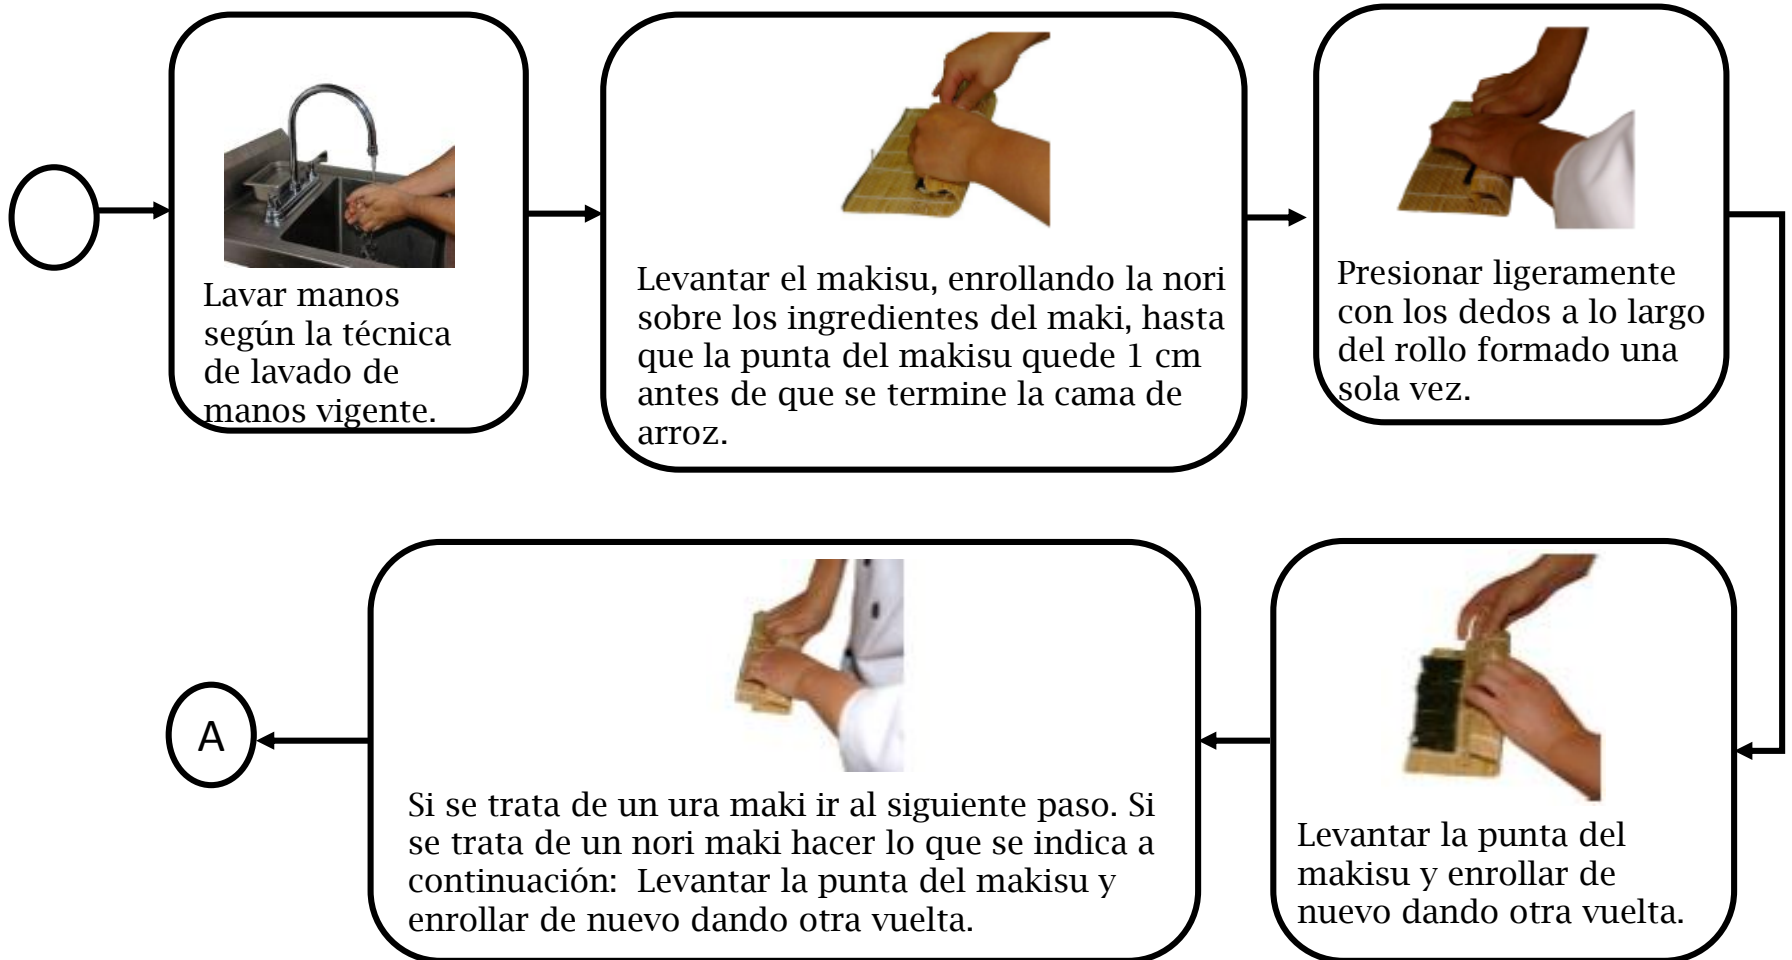 Lavar manos
según la técnica
de lavado de
manos vigente.
Levantar el makisu, enrollando la nori
sobre los ingredientes del maki, hasta
que la punta del makisu quede 1 cm
antes de que se termine la cama de
arroz.
Presionar ligeramente
con los dedos a lo largo
del rollo formado una
sola vez.
Levantar la punta del
makisu y enrollar de
nuevo dando otra vuelta.
Si se trata de un ura maki ir al siguiente paso. Si
se trata de un nori maki hacer lo que se indica a
continuación:  Levantar la punta del makisu y
enrollar de nuevo dando otra vuelta.
A